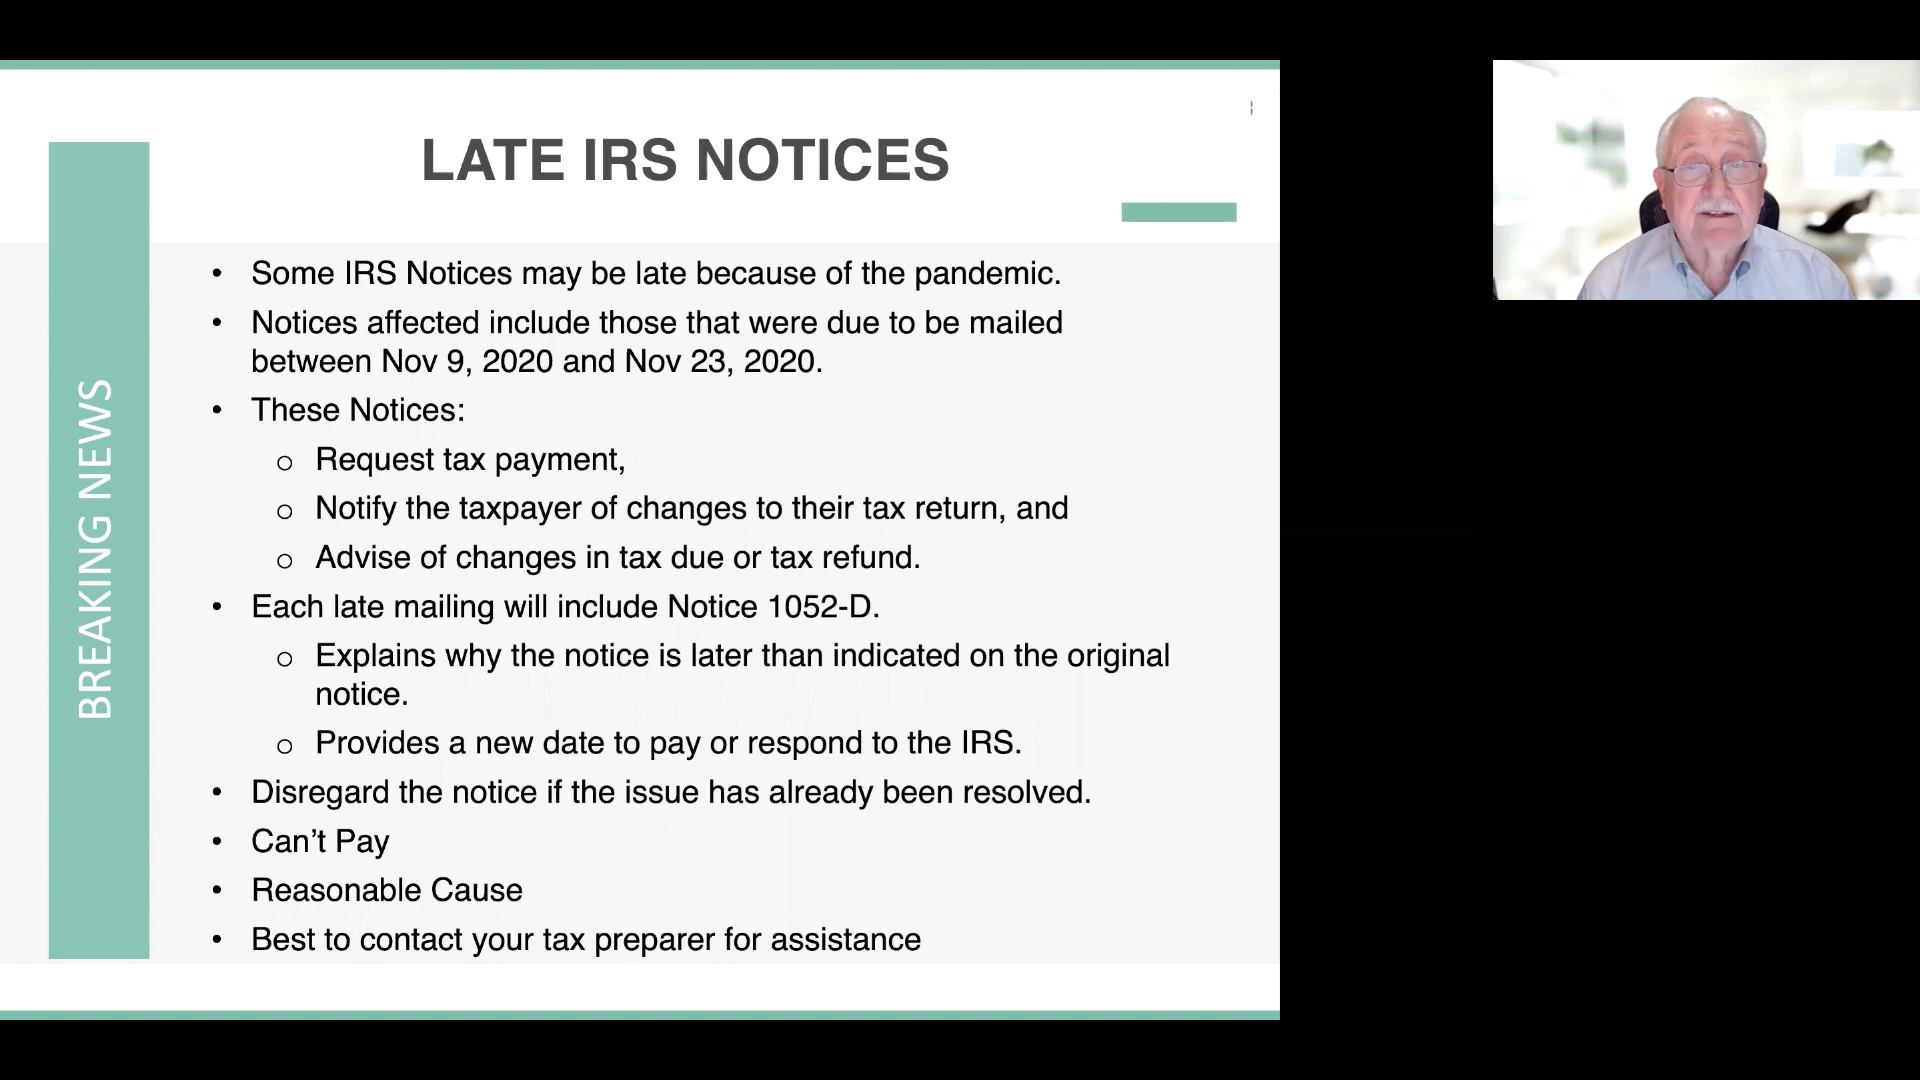 LATE IRS NOTICES
BREAKING NEWS
• Some IRS Notices may be late because of the pandemic.
• Notices affected include those that were due to be mailed
between Nov 9, 2020 and Nov 23, 2020.
• These Notices:
o Request tax payment,
o Notify the taxpayer of changes to their tax return, and
o Advise of changes in tax due or tax refund.
• Each late mailing will include Notice 1052-D.
o Explains why the notice is later than indicated on the original
notice.
o Provides a new date to pay or respond to the IRS.
• Disregard the notice if the issue has already been resolved.
• Can’t Pay
• Reasonable Cause
• Best to contact your tax preparer for assistance